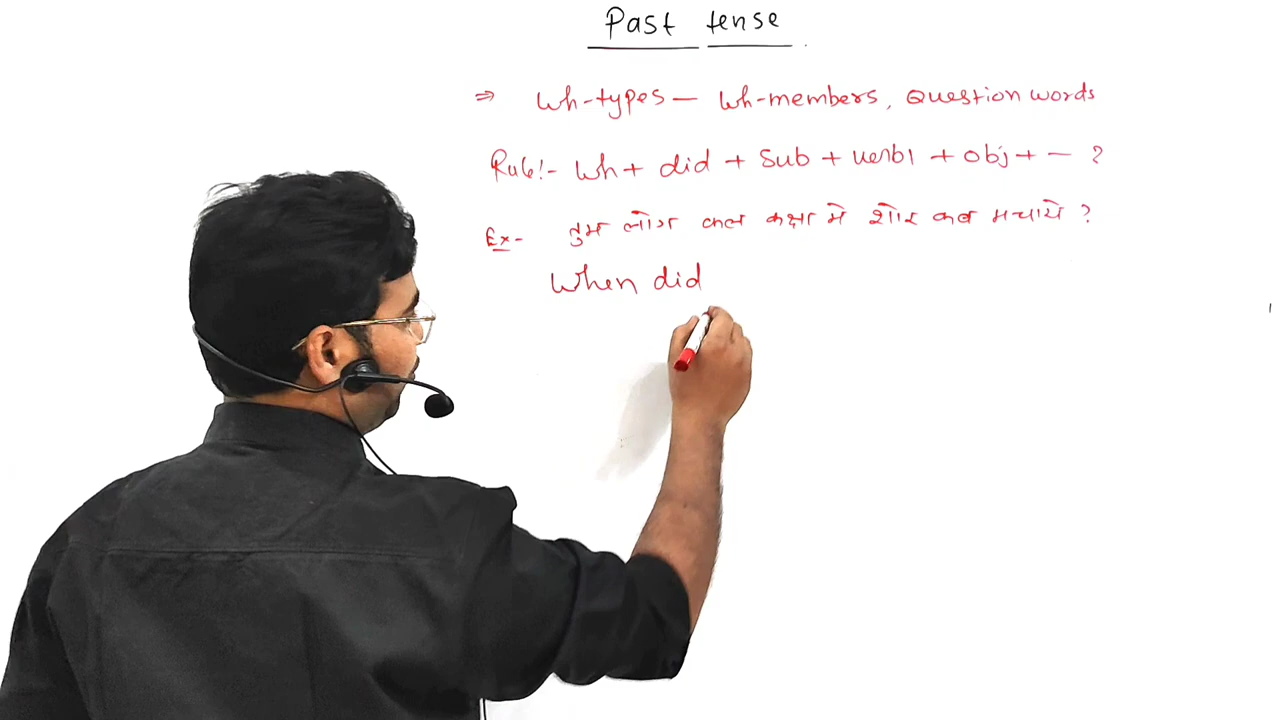 Past tense
⇒ Wh-types — Wh-members, Question words
Rule:- Wh + did + Sub + verb1 + obj + — ?
Ex- तुम लोग कल कक्षा में शोर कब मचाये ?
When did